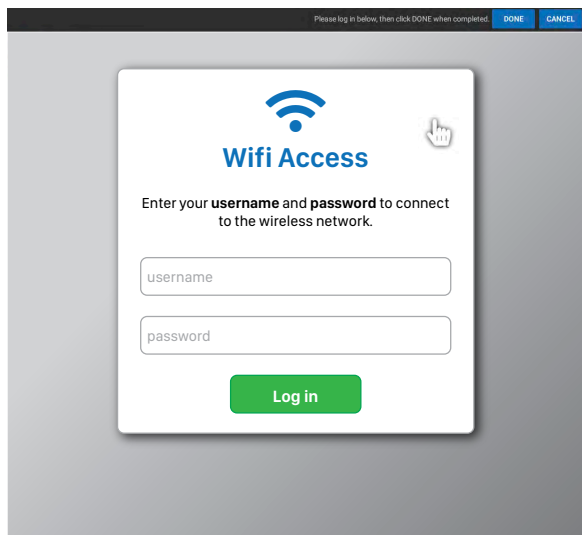 Please log in below, then click DONE when completed. DONE CANCEL
Wifi Access
Enter your username and password to connect
to the wireless network.
username
password
Log in